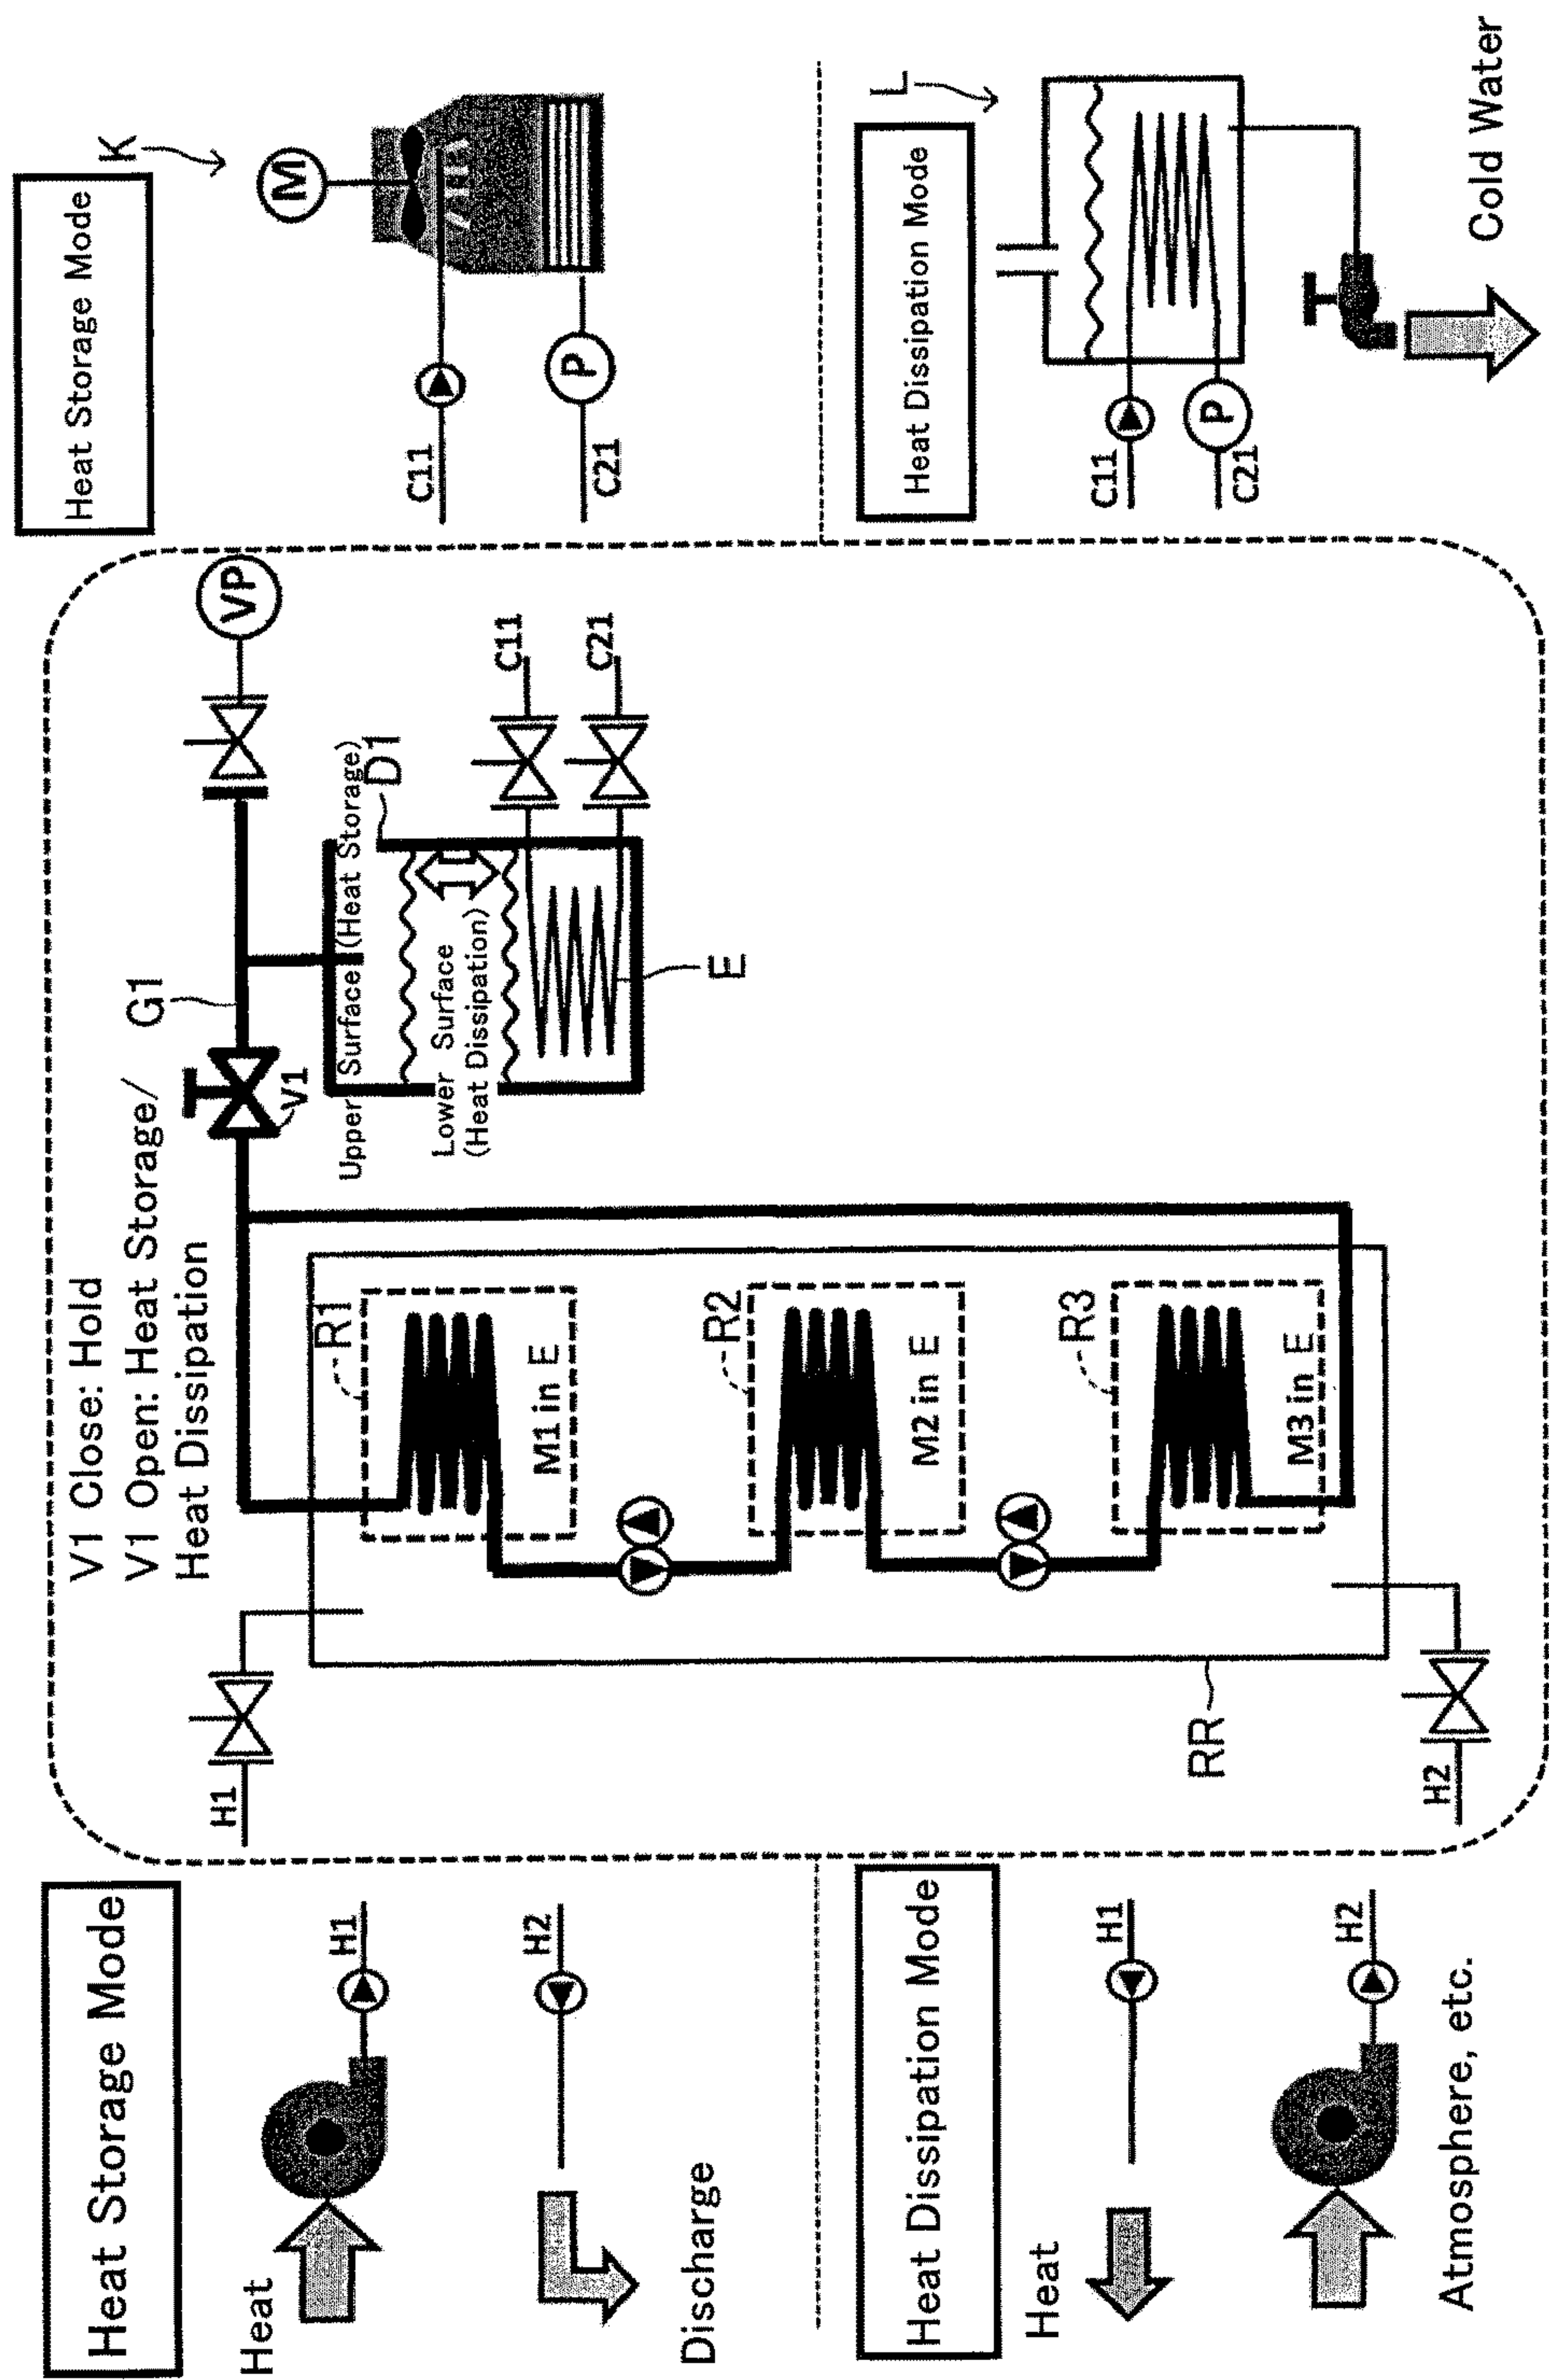 Heat Storage Mode
Heat
H1
H2
Discharge
Heat Dissipation Mode
Heat
H1
H2
Atmosphere, etc.
V1 Close: Hold
V1 Open: Heat Storage/
Heat Dissipation
H1
H2
RR
R1
M1 in E
R2
M2 in E
R3
M3 in E
V1
G1
VP
Upper Surface (Heat Storage)
Lower Surface
(Heat Dissipation)
D1
E
C11
C21
Heat Storage Mode
K
M
C11
P
C21
Heat Dissipation Mode
L
C11
P
C21
Cold Water